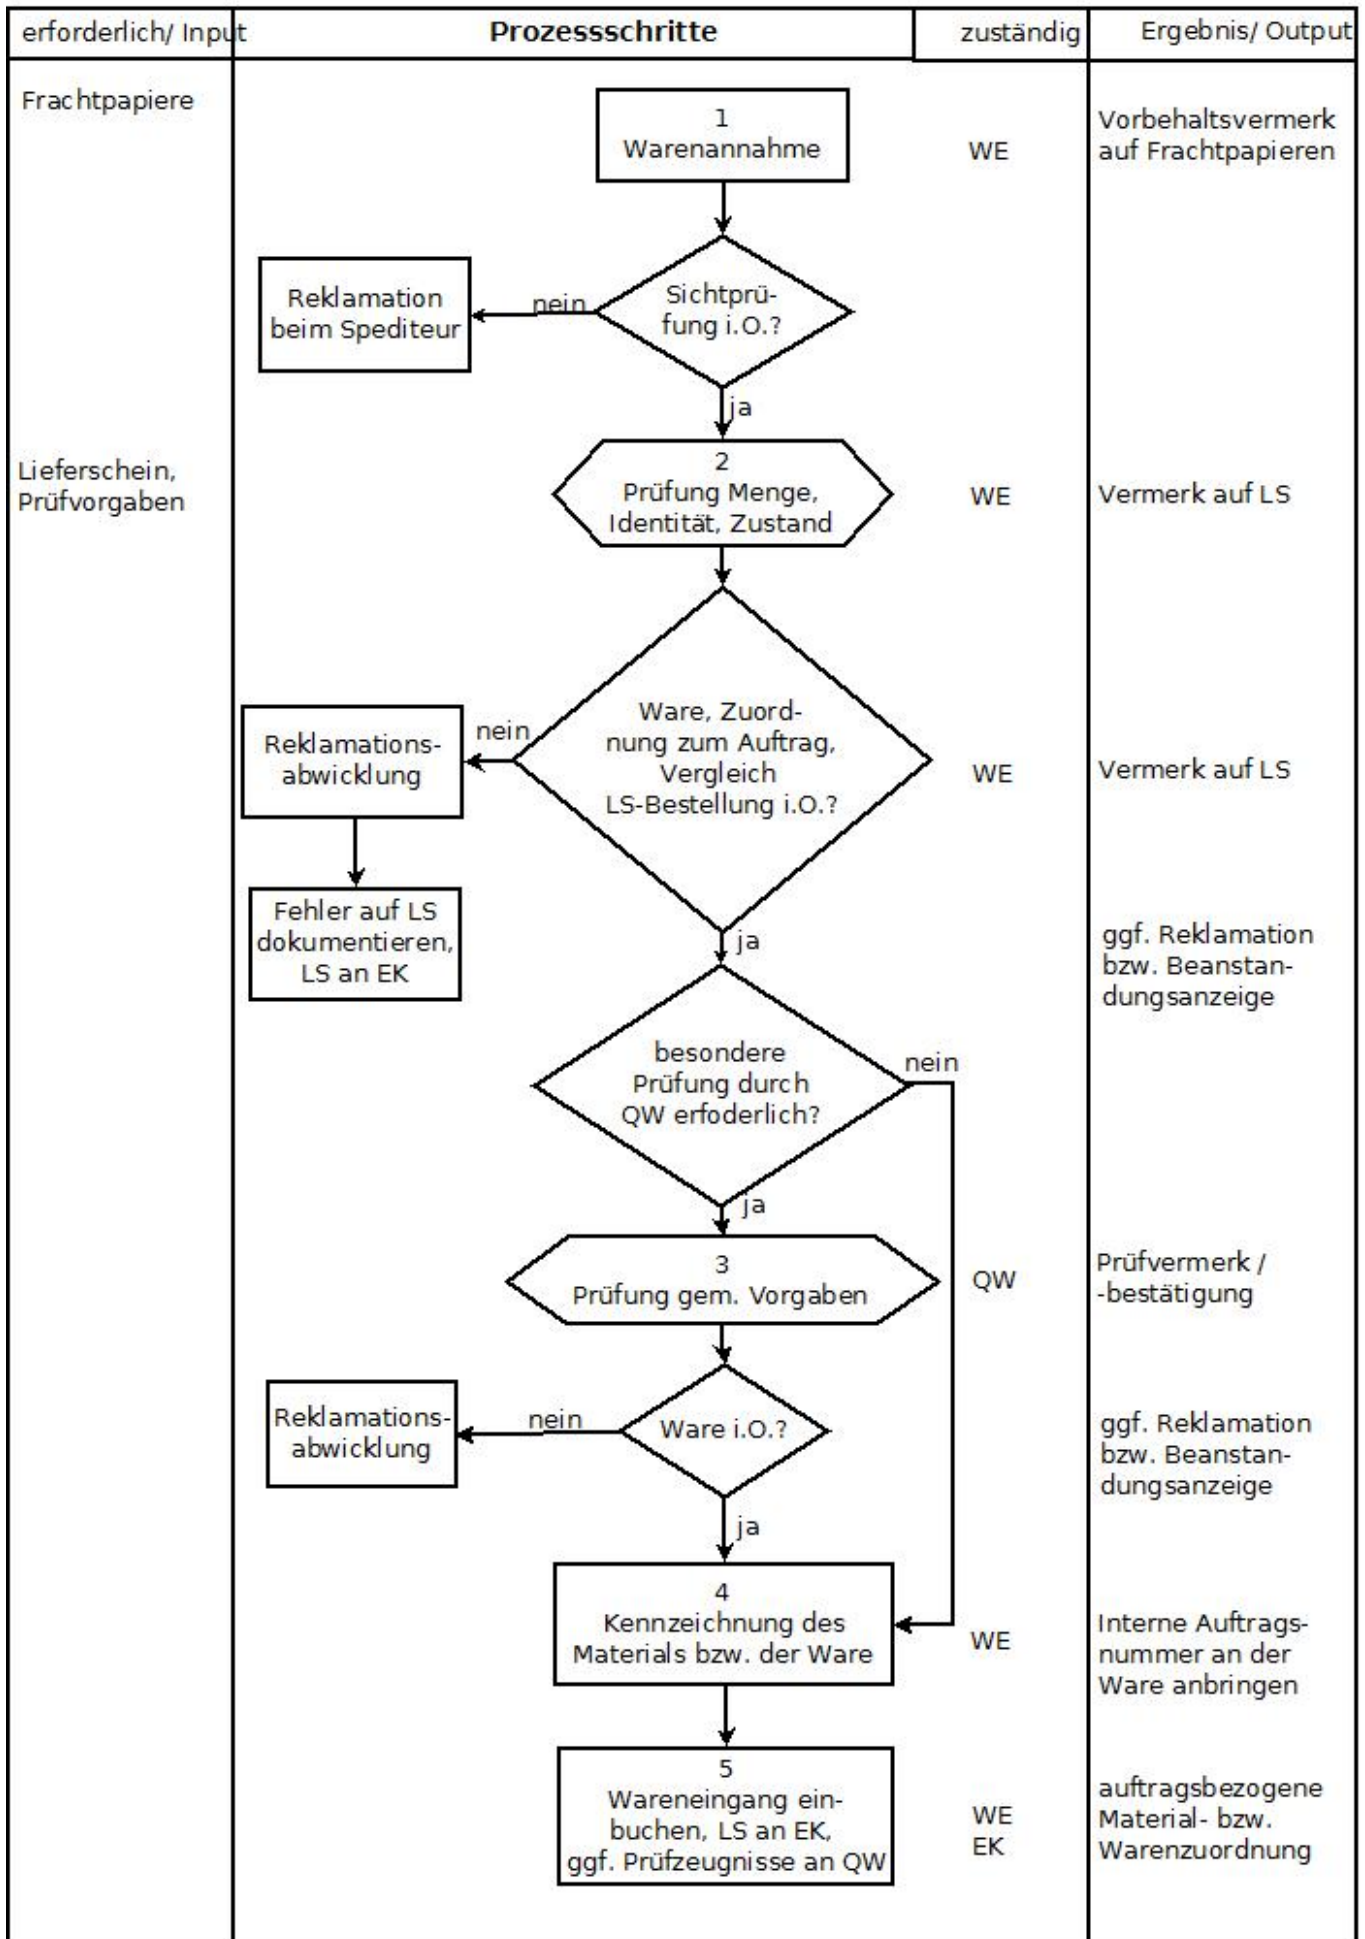 erforderlich/ Input
Prozessschritte
zuständig
Ergebnis/ Output
Frachtpapiere
1
Warenannahme
WE
Vorbehaltsvermerk
auf Frachtpapieren
Sichtprü-
fung i.O.?
nein
Reklamation
beim Spediteur
ja
Lieferschein,
Prüfvorgaben
2
Prüfung Menge,
Identität, Zustand
WE
Vermerk auf LS
Ware, Zuord-
nung zum Auftrag,
Vergleich
LS-Bestellung i.O.?
nein
Reklamations-
abwicklung
WE
Vermerk auf LS
Fehler auf LS
dokumentieren,
LS an EK
ja
ggf. Reklamation
bzw. Beanstan-
dungsanzeige
besondere
Prüfung durch
QW erfoderlich?
nein
ja
3
Prüfung gem. Vorgaben
QW
Prüfvermerk /
-bestätigung
Ware i.O.?
nein
Reklamations-
abwicklung
ggf. Reklamation
bzw. Beanstan-
dungsanzeige
ja
4
Kennzeichnung des
Materials bzw. der Ware
WE
Interne Auftrags-
nummer an der
Ware anbringen
5
Wareneingang ein-
buchen, LS an EK,
ggf. Prüfzeugnisse an QW
WE
EK
auftragsbezogene
Material- bzw.
Warenzuordnung